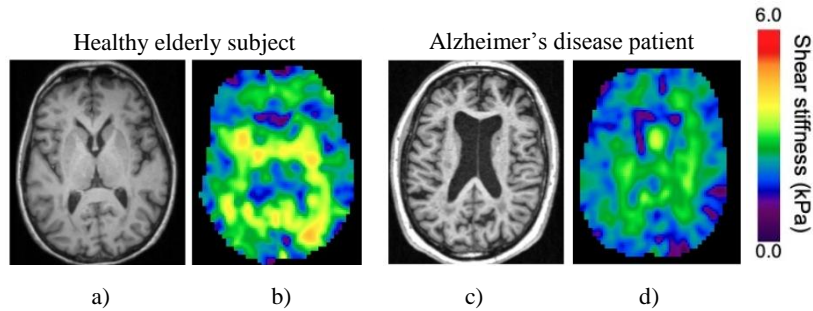 Healthy elderly subject
Alzheimer's disease patient
6.0
Shear stiffness (kPa)
0.0
a)
b)
c)
d)